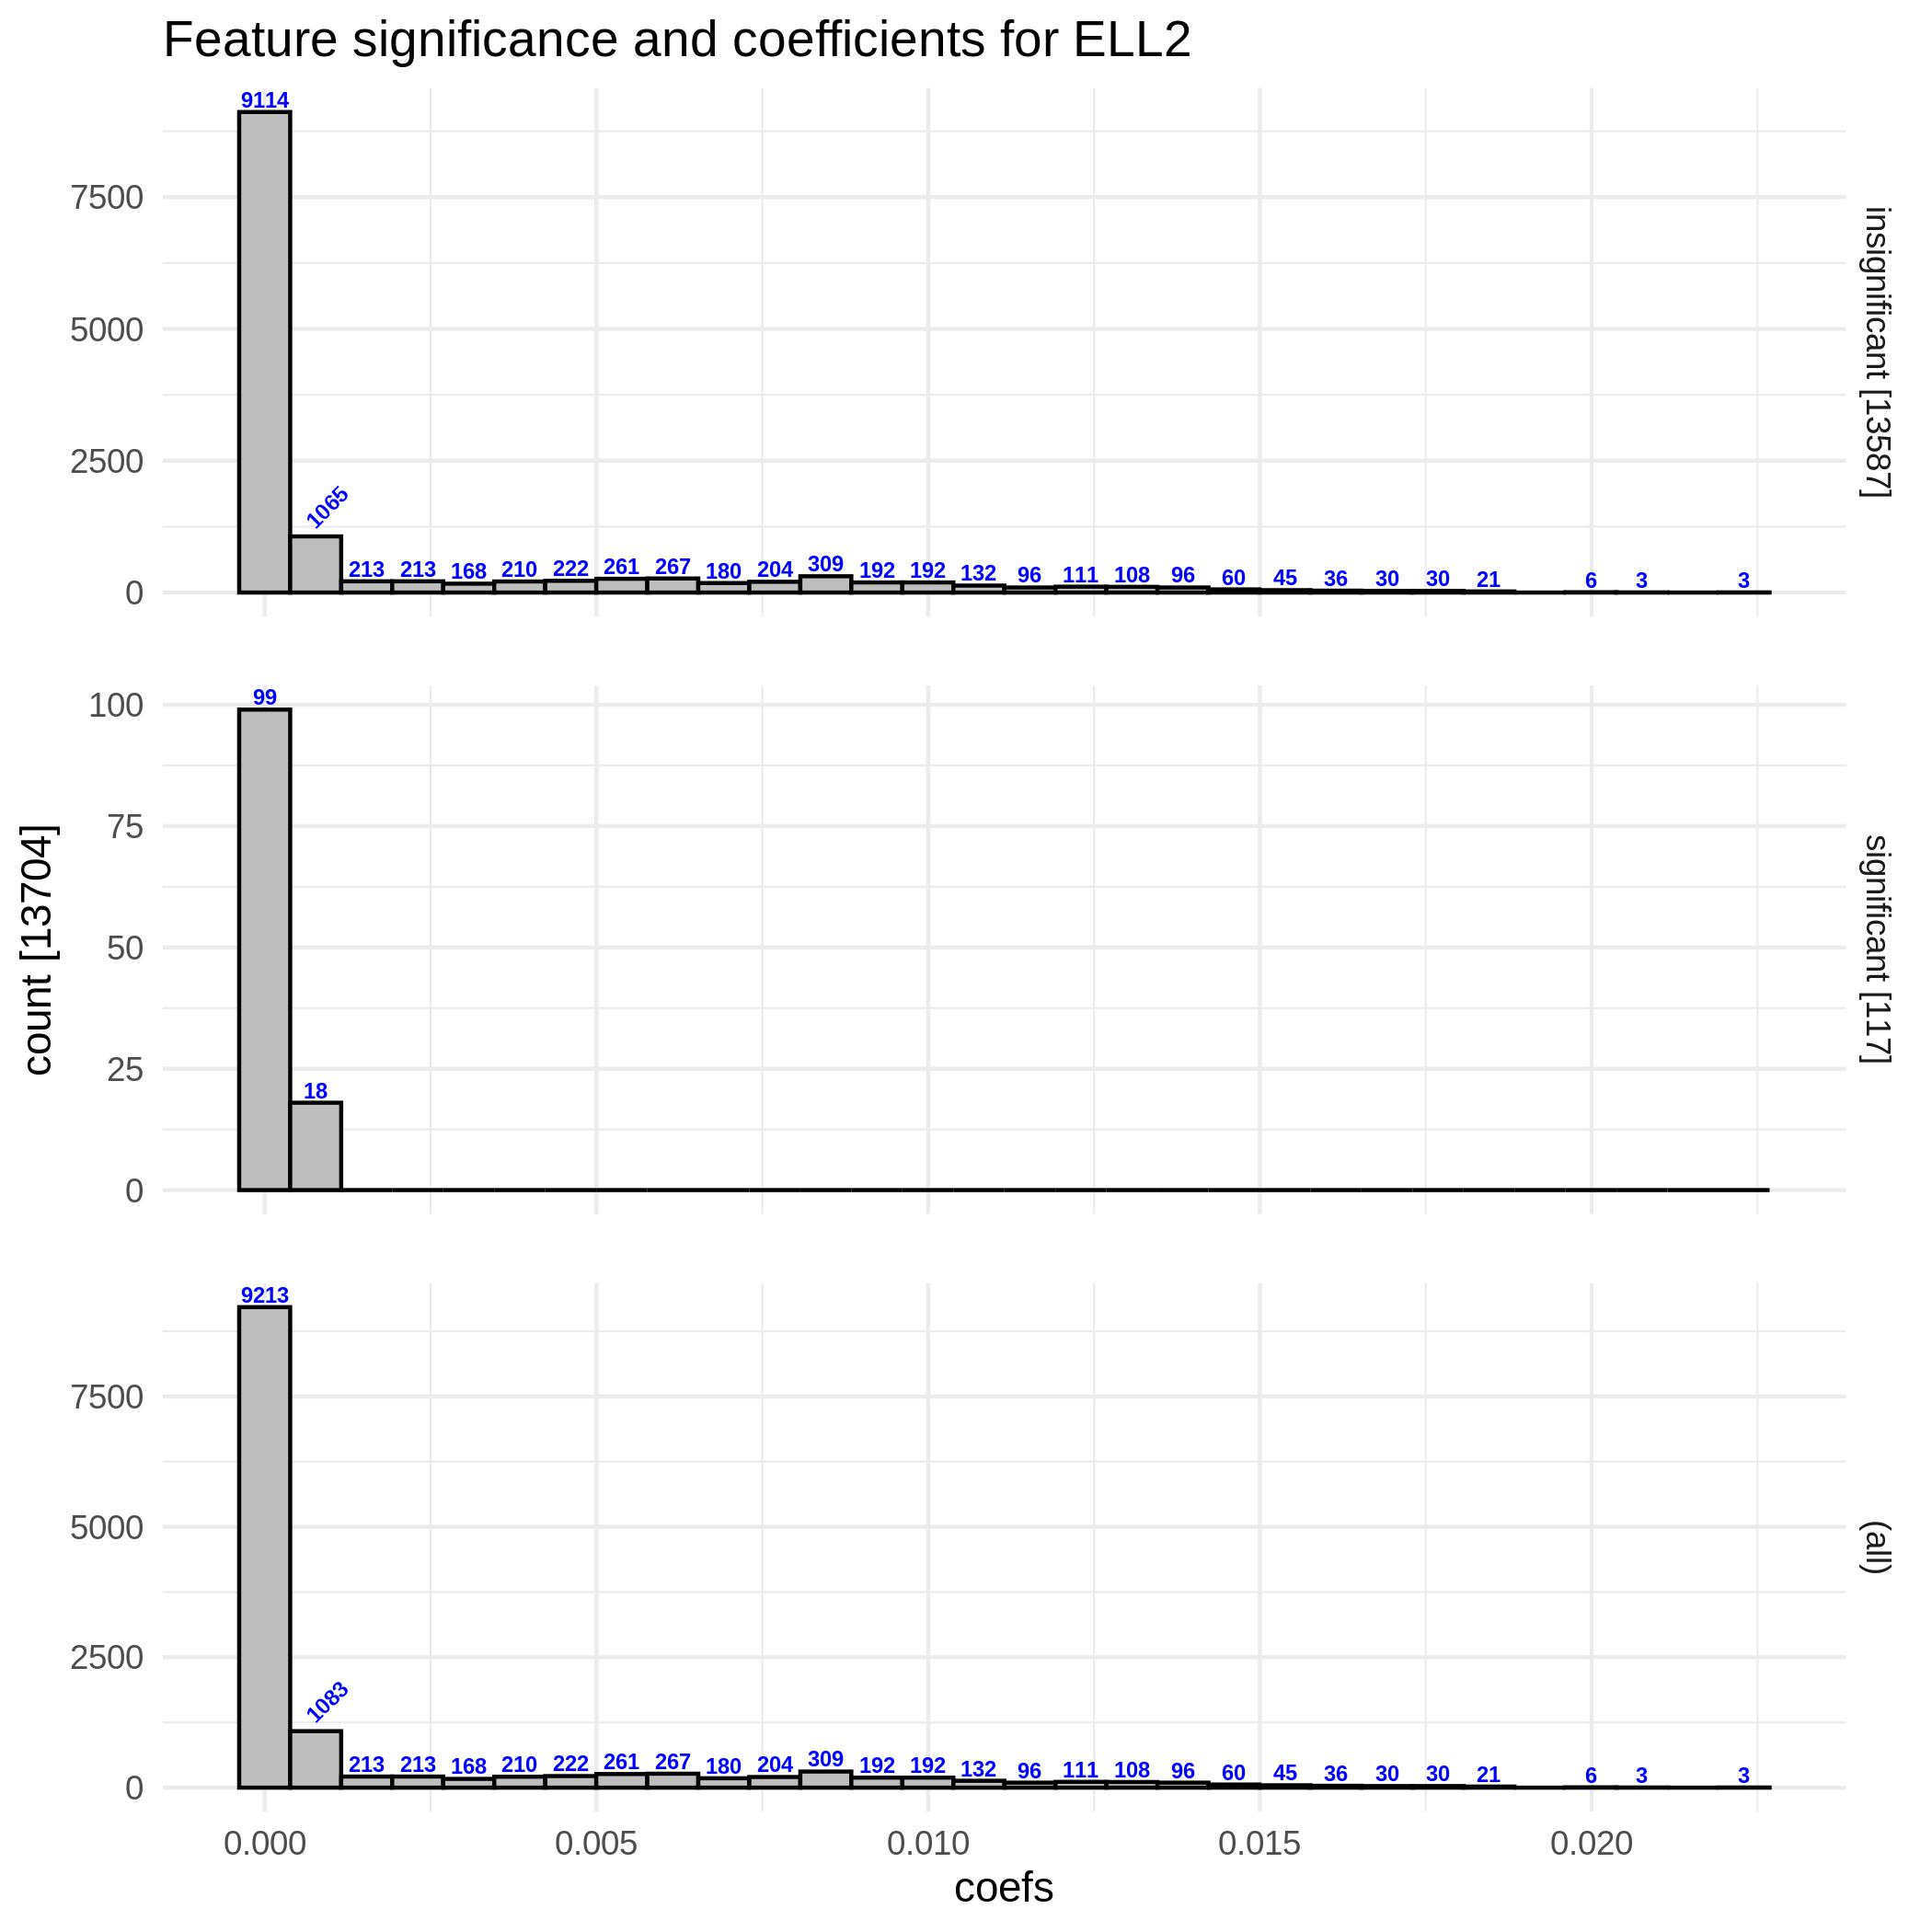 Feature significance and coefficients for ELL2
count [13704]
9114
7500
5000
2500
0
1065
213 213 168 210 222 261 267 180 204 309 192 192 132 96 111 108 96 60 45 36 30 30 21 6 3 3
insignificant [13587]
99
100
75
50
25
0
18
significant [117]
9213
7500
5000
2500
0
1083
213 213 168 210 222 261 267 180 204 309 192 192 132 96 111 108 96 60 45 36 30 30 21 6 3 3
(all)
0.000 0.005 0.010 0.015 0.020
coefs